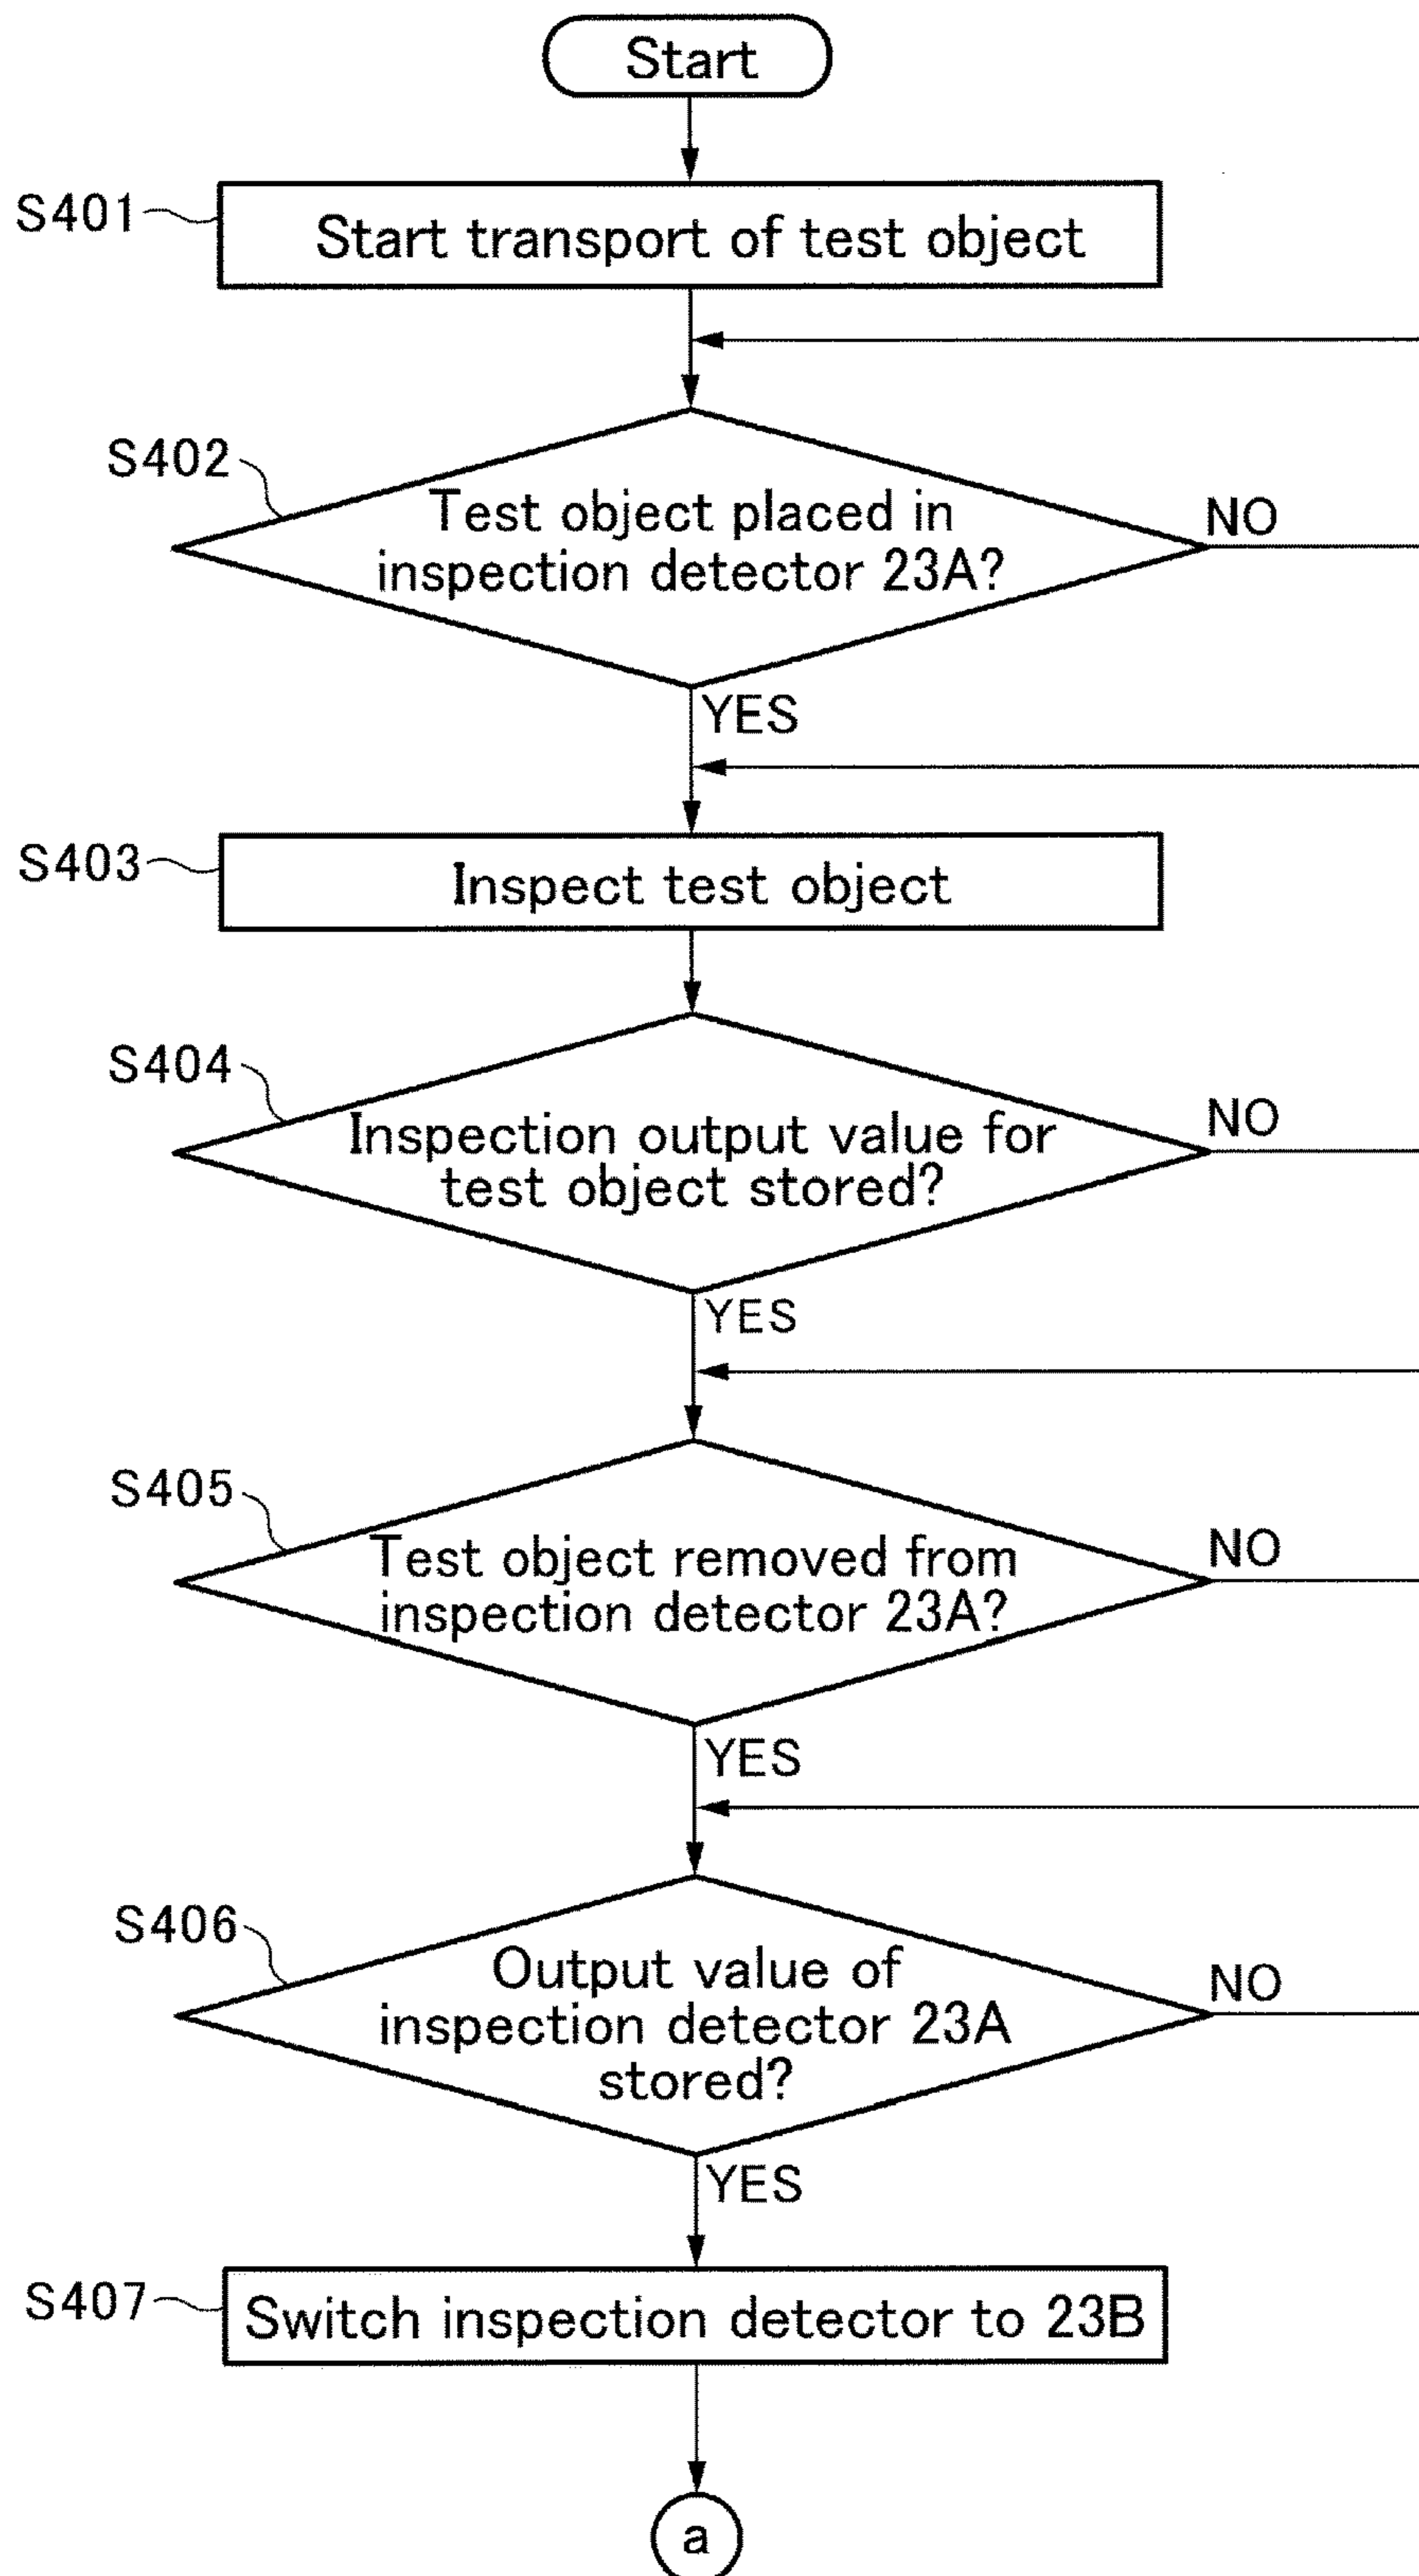 Start
S401
Start transport of test object
S402
Test object placed in
inspection detector 23A?
NO
YES
S403
Inspect test object
S404
Inspection output value for
test object stored?
NO
YES
S405
Test object removed from
inspection detector 23A?
NO
YES
S406
Output value of
inspection detector 23A
stored?
NO
YES
S407
Switch inspection detector to 23B
a